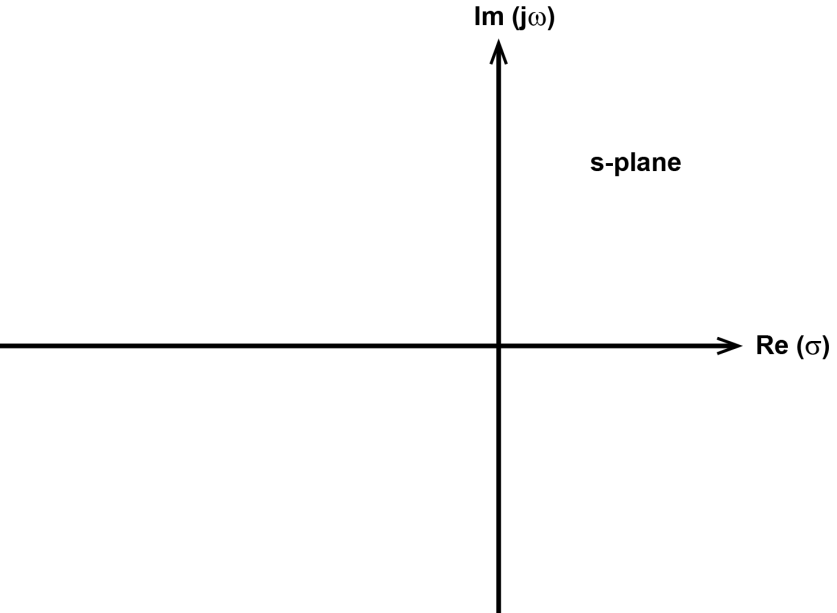 Im (jω)
s-plane
Re (σ)